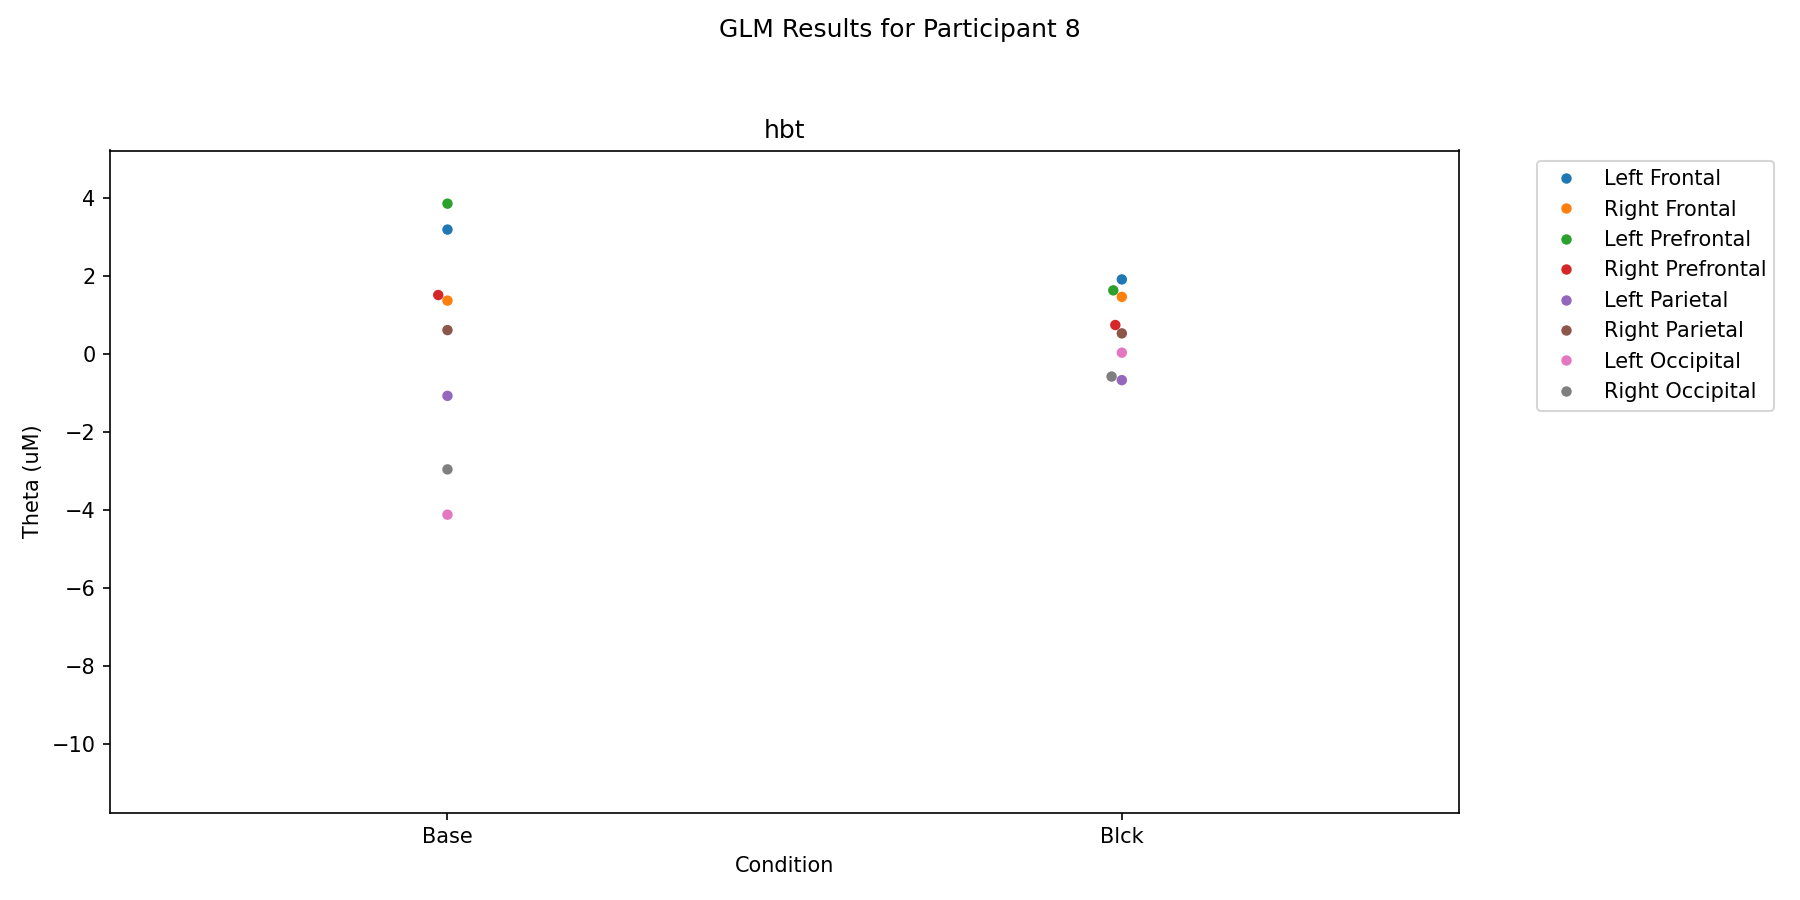 GLM Results for Participant 8
hbt
4
2
0
−2
−4
−6
−8
−10
Theta (uM)
Base
Blck
Condition
Left Frontal
Right Frontal
Left Prefrontal
Right Prefrontal
Left Parietal
Right Parietal
Left Occipital
Right Occipital